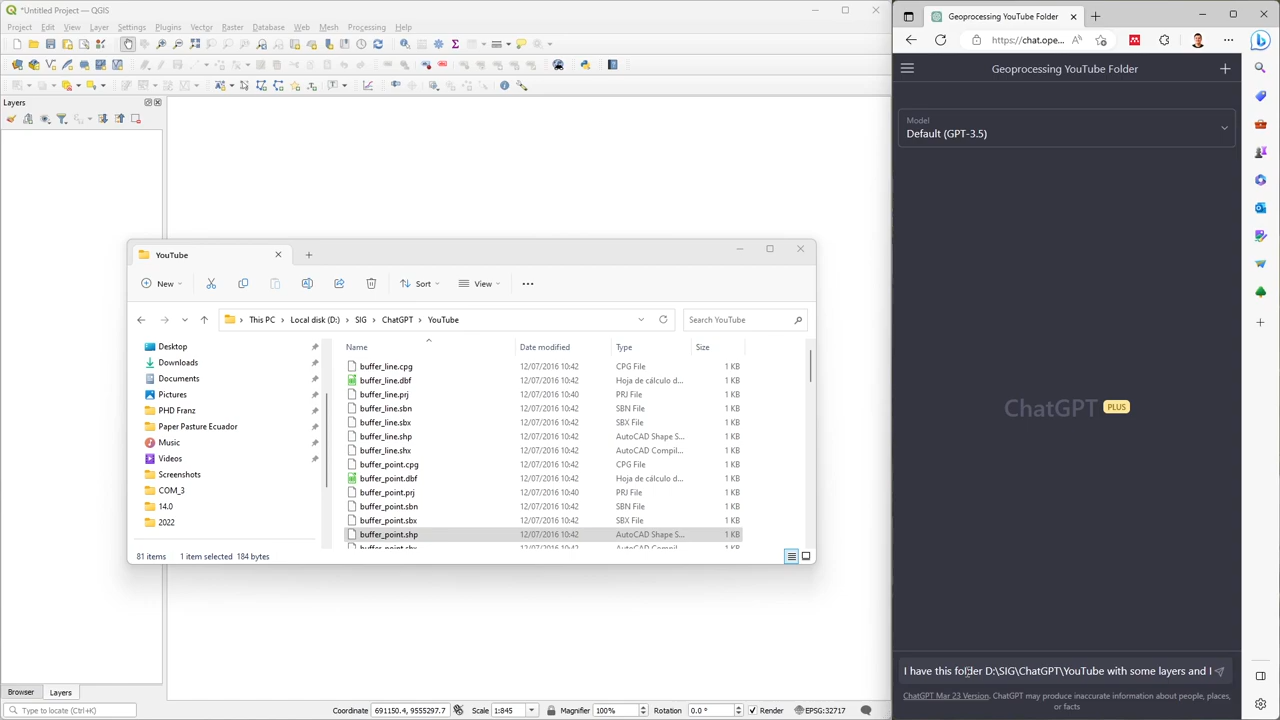 *Untitled Project — QGIS
Project Edit View Layer Settings Plugins Vector Raster Database Web Mesh Processing Help
Layers
Browser Layers
Type to locate (Ctrl+K)
Coordinate 691150.4, 9555297.7 Scale 1:845 Magnifier 100% Rotation 0.0 ° Render EPSG:32717
YouTube
New Sort View
This PC Local disk (D:) SIG ChatGPT YouTube
Search YouTube
Desktop
Downloads
Documents
Pictures
PHD Franz
Paper Pasture Ecuador
Music
Videos
Screenshots
COM_3
14.0
2022
Name Date modified Type Size
buffer_line.cpg 12/07/2016 10:42 CPG File 1 KB
buffer_line.dbf 12/07/2016 10:42 Hoja de cálculo d... 1 KB
buffer_line.prj 12/07/2016 10:40 PRJ File 1 KB
buffer_line.sbn 12/07/2016 10:42 SBN File 1 KB
buffer_line.sbx 12/07/2016 10:42 SBX File 1 KB
buffer_line.shp 12/07/2016 10:42 AutoCAD Shape S... 1 KB
buffer_line.shx 12/07/2016 10:42 AutoCAD Compil... 1 KB
buffer_point.cpg 12/07/2016 10:42 CPG File 1 KB
buffer_point.dbf 12/07/2016 10:42 Hoja de cálculo d... 1 KB
buffer_point.prj 12/07/2016 10:40 PRJ File 1 KB
buffer_point.sbn 12/07/2016 10:42 SBN File 1 KB
buffer_point.sbx 12/07/2016 10:42 SBX File 1 KB
buffer_point.shp 12/07/2016 10:42 AutoCAD Shape S... 1 KB
81 items 1 item selected 184 bytes
Geoprocessing YouTube Folder
https://chat.ope...
Geoprocessing YouTube Folder
Model
Default (GPT-3.5)
ChatGPT PLUS
I have this folder D:\SIG\ChatGPT\YouTube with some layers and I
ChatGPT Mar 23 Version. ChatGPT may produce inaccurate information about people, places,
or facts